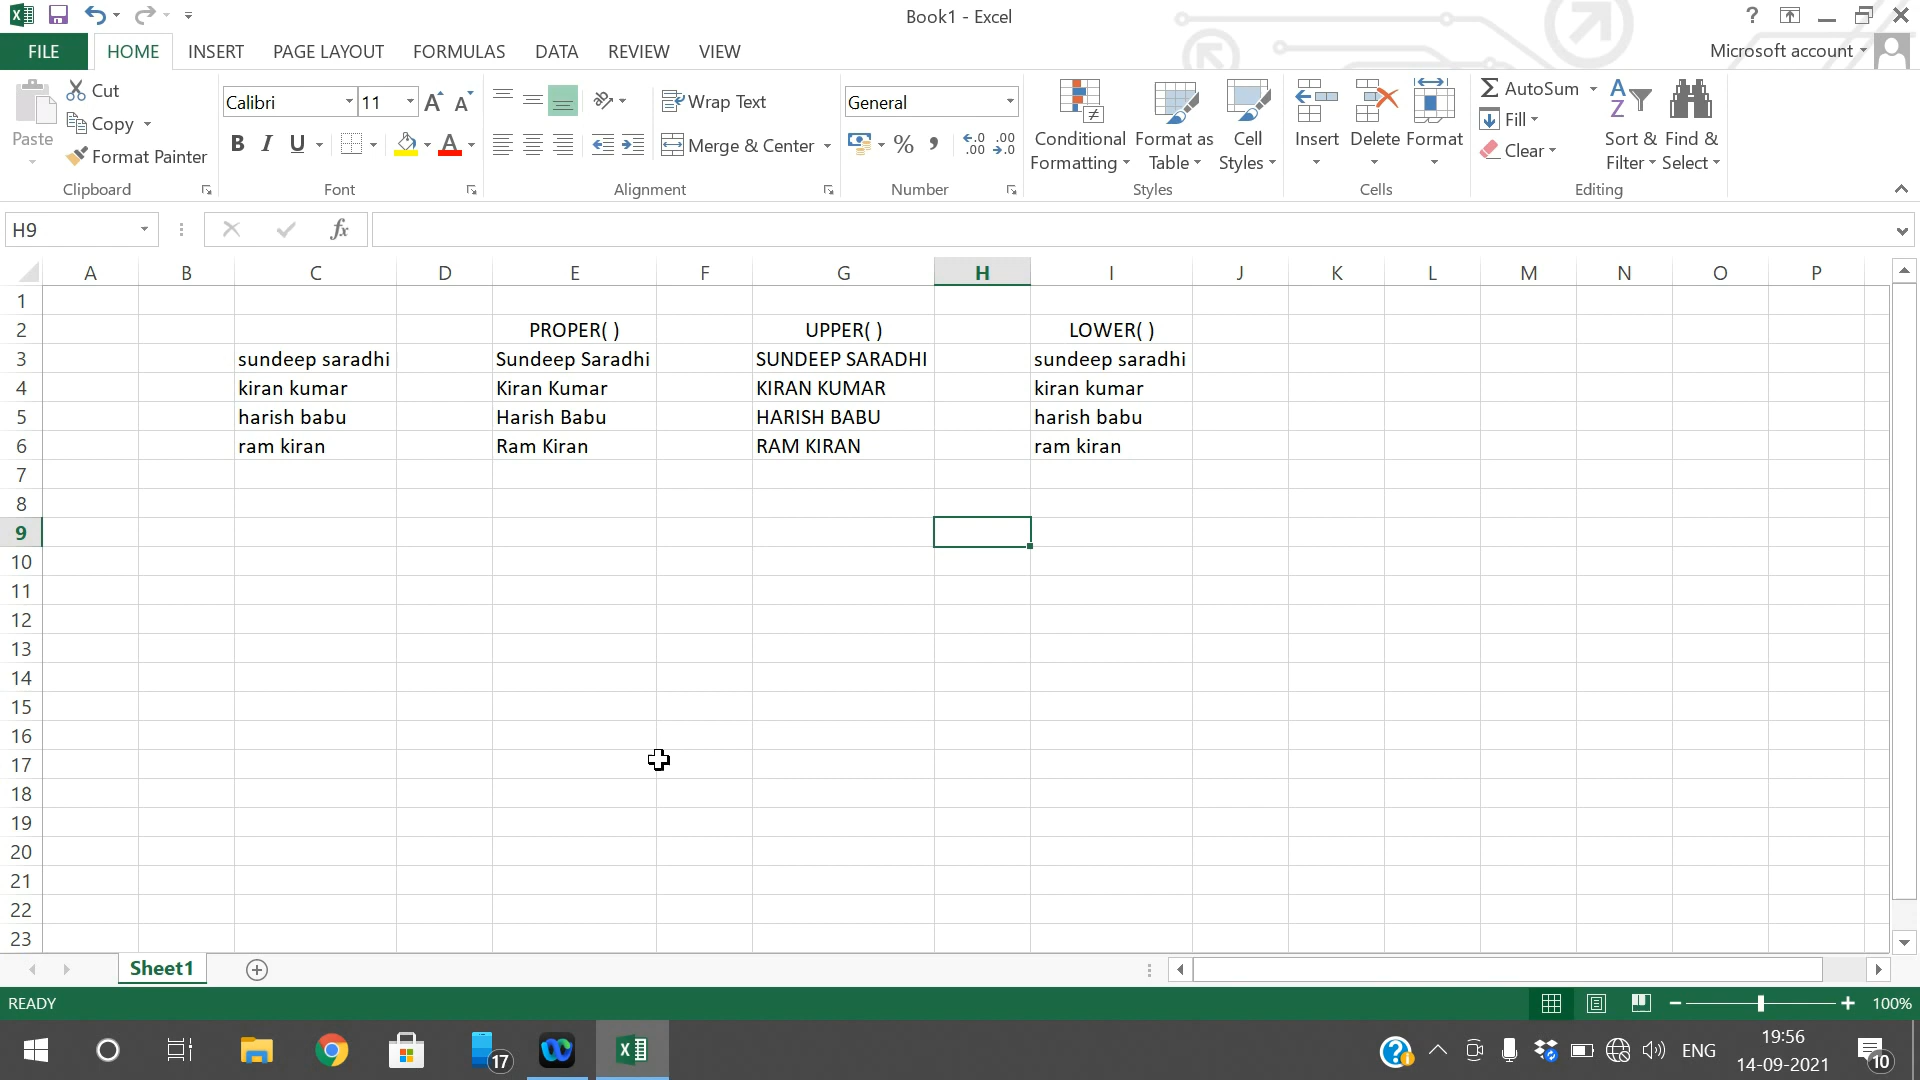 Book1 - Excel
?
FILE HOME INSERT PAGE LAYOUT FORMULAS DATA REVIEW VIEW Microsoft account
Paste
Cut
Copy
Format Painter
Clipboard
Calibri 11
B I U A
Font
Wrap Text
Merge & Center
Alignment
General
% , .00 .00
Number
Conditional Formatting
Format as Table
Cell Styles
Styles
Insert Delete Format
Cells
AutoSum
Fill
Clear
Sort & Filter
Find & Select
Editing
H9 fx
A B C D E F G H I J K L M N O P
1
2 PROPER( ) UPPER( ) LOWER( )
3 sundeep saradhi Sundeep Saradhi SUNDEEP SARADHI sundeep saradhi
4 kiran kumar Kiran Kumar KIRAN KUMAR kiran kumar
5 harish babu Harish Babu HARISH BABU harish babu
6 ram kiran Ram Kiran RAM KIRAN ram kiran
7
8
9
10
11
12
13
14
15
16
17
18
19
20
21
22
23
Sheet1
READY 100%
17 ENG 19:56
14-09-2021 10